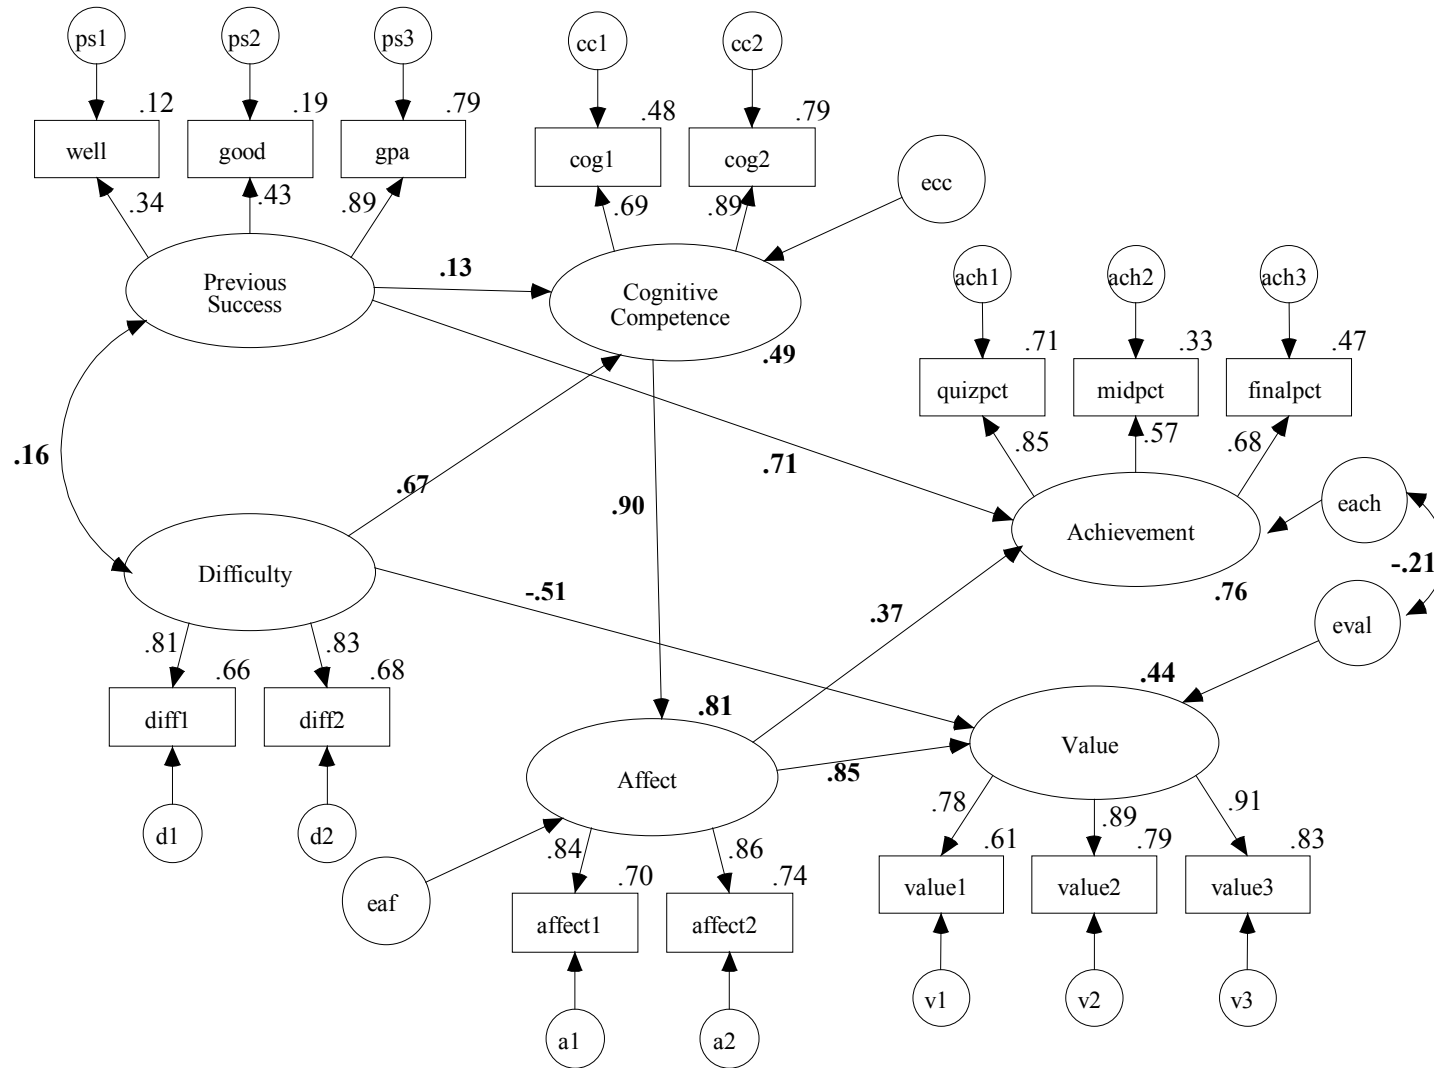 ps1
ps2
ps3
cc1
cc2
.12
.19
.79
.48
.79
well
good
gpa
cog1
cog2
ecc
.34
.43
.89
.69
.89
Previous
Success
.13
Cognitive
Competence
.49
ach1
ach2
ach3
.71
.33
.47
quizpct
midpct
finalpct
.85
.57
.68
.16
.67
.71
.90
each
Achievement
.76
-.21
Difficulty
-.51
.37
eval
.81
.83
.66
.68
diff1
diff2
.44
.81
Value
Affect
.85
d1
d2
.78
.89
.91
.61
.79
.83
.84
.86
.70
.74
value1
value2
value3
eaf
affect1
affect2
v1
v2
v3
a1
a2